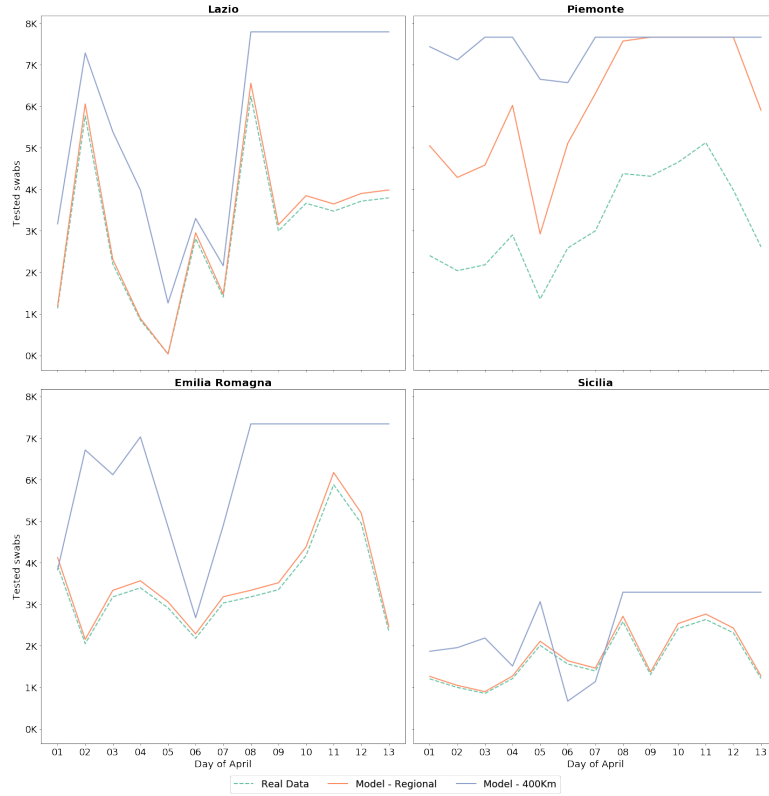 Lazio
Piemonte
8K
7K
6K
5K
4K
3K
2K
1K
0K
Tested swabs
Emilia Romagna
Sicilia
8K
7K
6K
5K
4K
3K
2K
1K
0K
Tested swabs
01 02 03 04 05 06 07 08 09 10 11 12 13
Day of April
01 02 03 04 05 06 07 08 09 10 11 12 13
Day of April
Real Data Model - Regional Model - 400Km